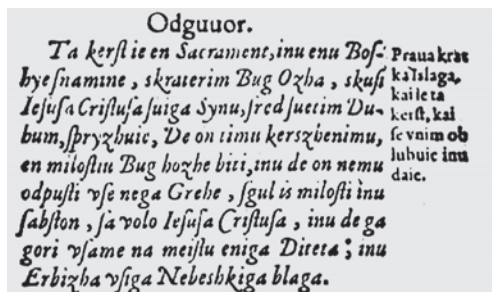 Odguuor.
Ta kerſt ie en Sacrament, inu enu Boſ-
hye ſnamine, skraterim Bug Ozha, skuſi
Ieſuſa Criſtuſa ſuiga Synu, ſred ſuetim Du-
hum, ſpryzhuie, De on timu kerszhenimu,
en miloſtiu Bug hozhe biti, inu de on nemu
odpuſti vſe nega Grehe, ſgul is miloſti inu
ſabſton, ſa volo Ieſuſa Criſtuſa, inu de ga
gori vſame na meiſtu eniga Diteta; inu
Erbizha vſiga Nebeshkiga blaga.
Praua krat
ka Islaga,
kai ie ta
kerſt, kai
ſe vnim ob
lubuie inu
daie.